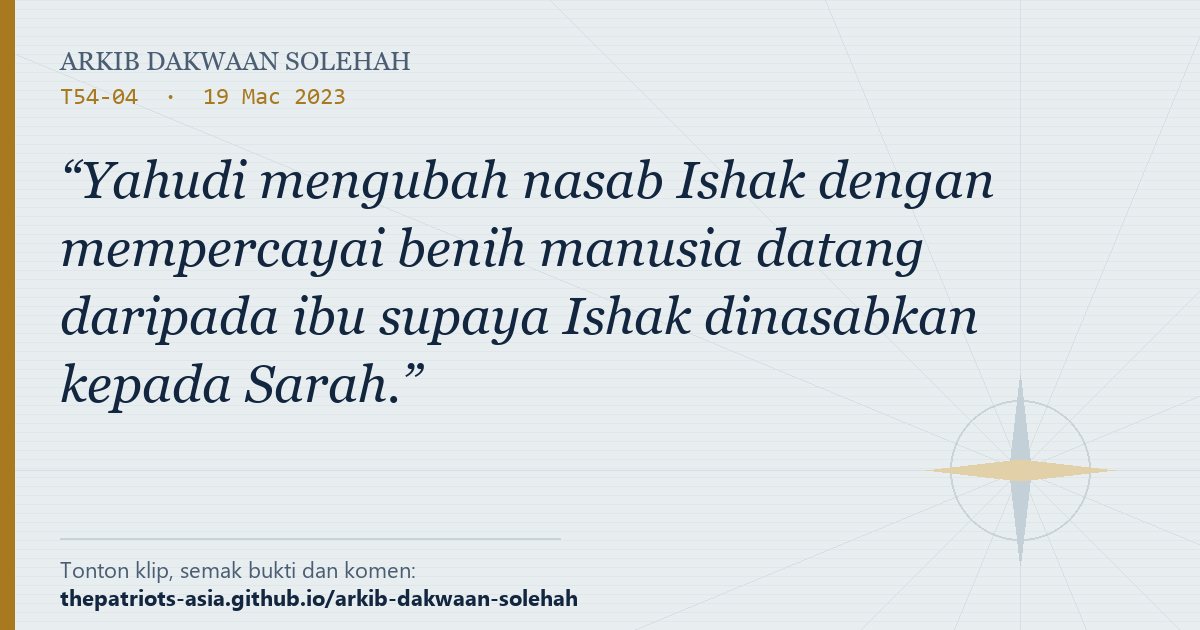 ARKIB DAKWAAN SOLEHAH
T54-04 · 19 Mac 2023
“Yahudi mengubah nasab Ishak dengan
mempercayai benih manusia datang
daripada ibu supaya Ishak dinasabkan
kepada Sarah.”
Tonton klip, semak bukti dan komen:
thepatriots-asia.github.io/arkib-dakwaan-solehah